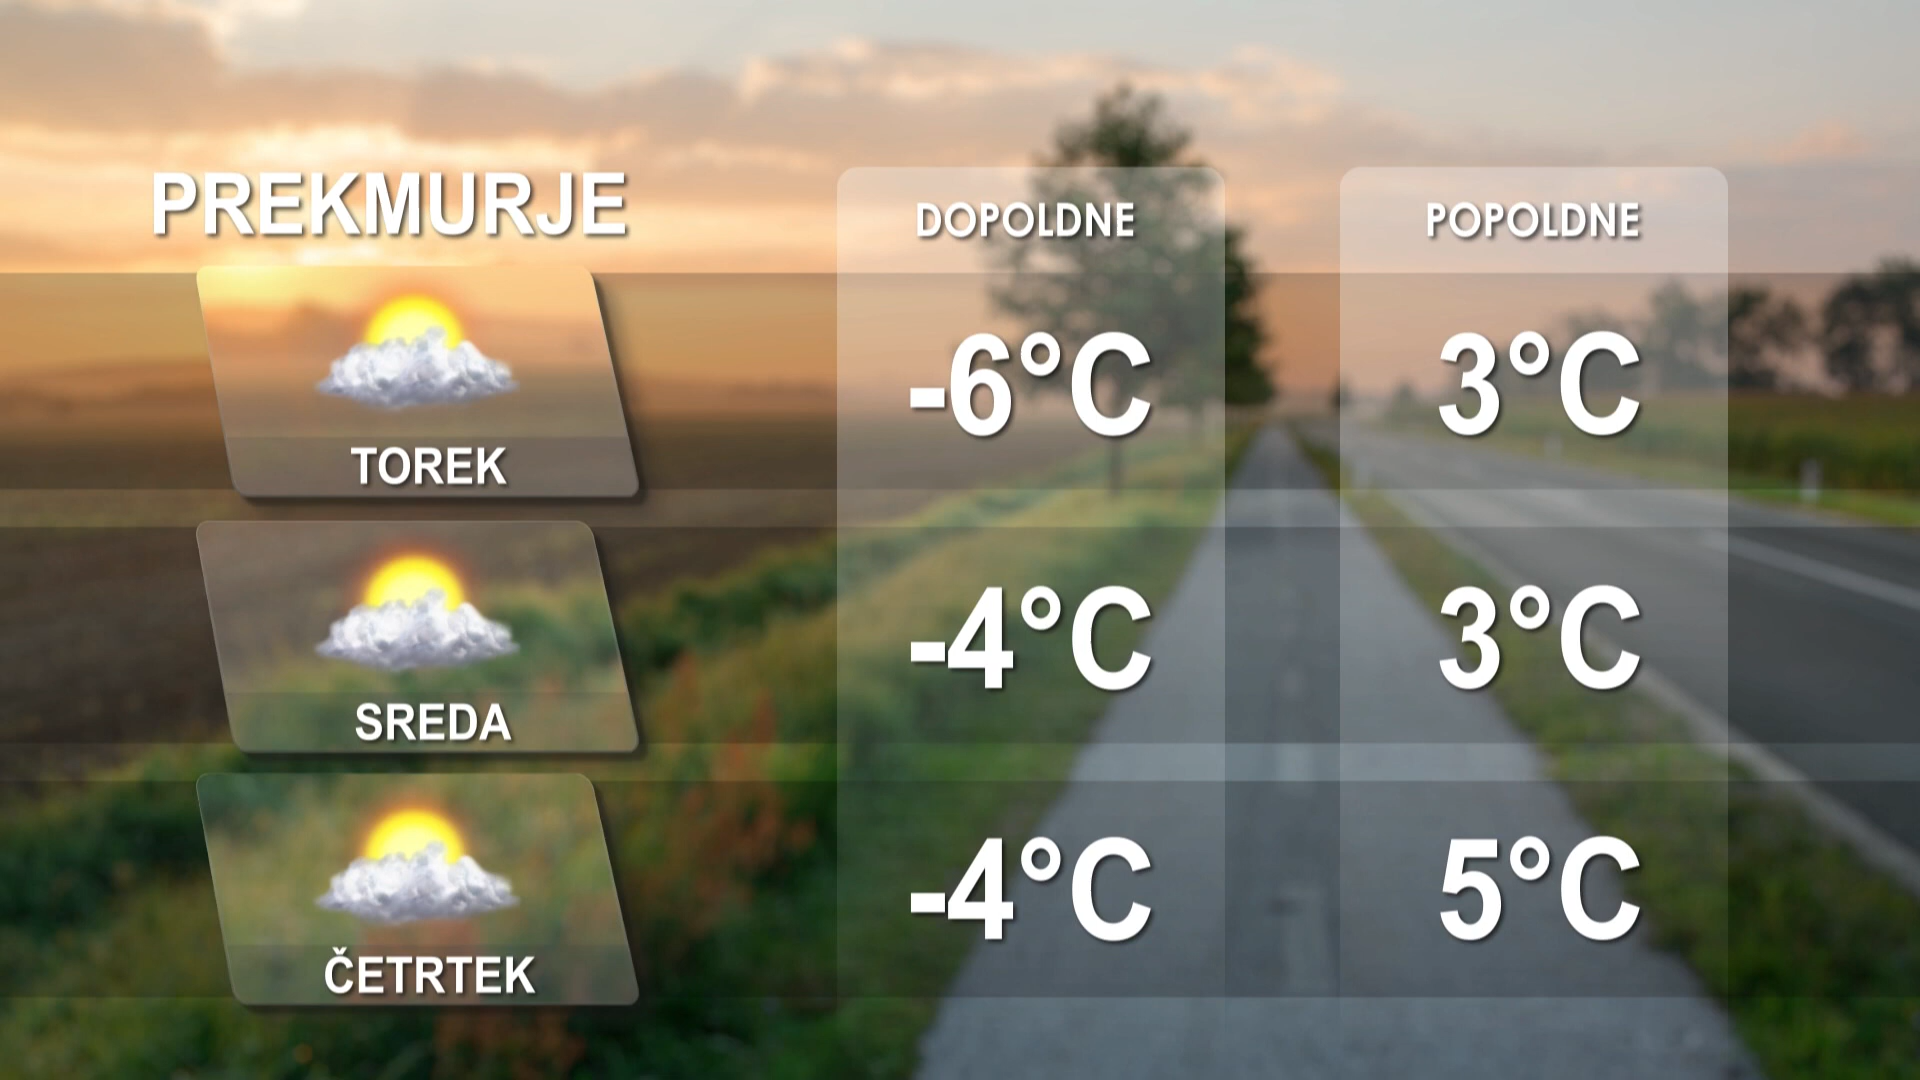 PREKMURJE
DOPOLDNE POPOLDNE
TOREK -6°C 3°C
SREDA -4°C 3°C
ČETRTEK -4°C 5°C